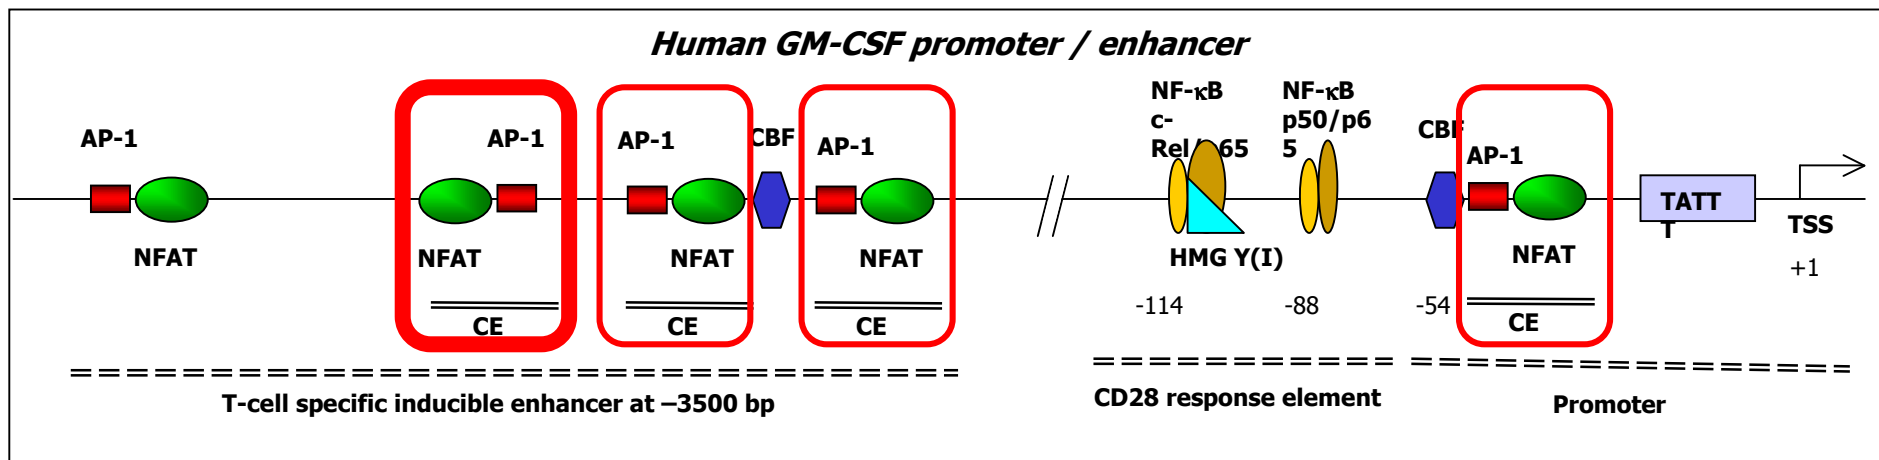 Human GM-CSF promoter / enhancer
NF-κB
c-
Rel/p65
NF-κB
p50/p6
5
AP-1
AP-1
AP-1
CBF
AP-1
CBF
AP-1
TATT
T
TSS
+1
NFAT
NFAT
NFAT
NFAT
HMG Y(I)
NFAT
-114
-88
-54
CE
CE
CE
CE
T-cell specific inducible enhancer at –3500 bp
CD28 response element
Promoter